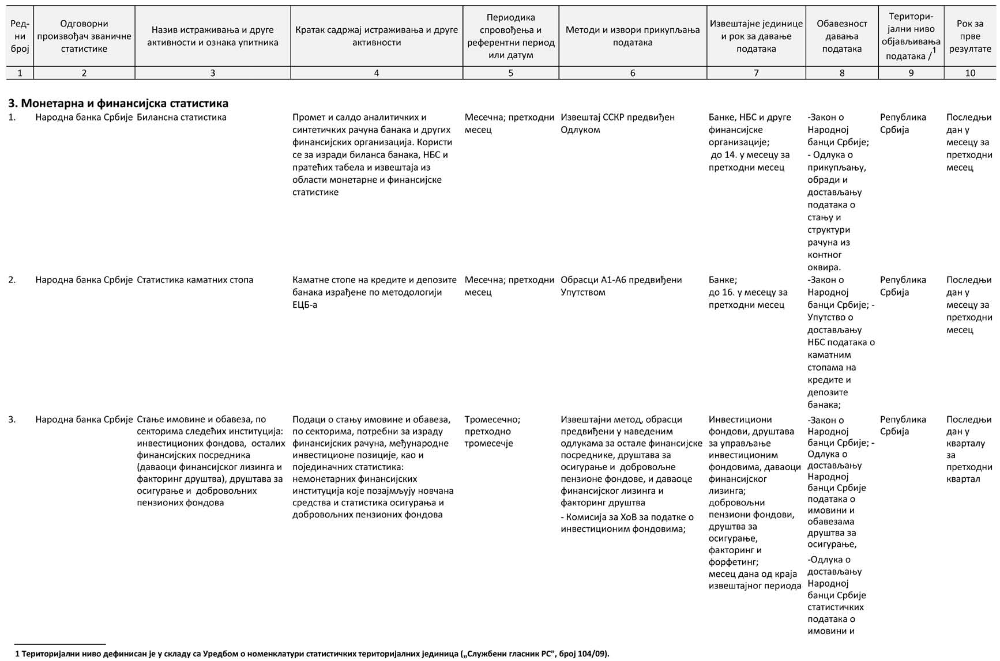 Ред-
ни
број
Одговорни
произвођач званичне
статистике
Назив истраживања и друге
активности и ознака упитника
Кратак садржај истраживања и друге
активности
Периодика
спровођења и
референтни период
или датум
Методи и извори прикупљања
података
Извештајне јединице
и рок за давање
података
Обавезност
давања
података
Територи-
јални ниво
објављивања
података /1
Рок за
прве
резултате
1 2 3 4 5 6 7 8 9 10
3. Монетарна и финансијска статистика
1.
Народна банка Србије
Билансна статистика
Промет и салдо аналитичких и
синтетичких рачуна банака и других
финансијских организација. Користи
се за изради биланса банака, НБС и
пратећих табела и извештаја из
области монетарне и финансијске
статистике
Месечна; претходни
месец
Извештај ССКР предвиђен
Одлуком
Банке, НБС и друге
финансијске
организације;
до 14. у месецу за
претходни месец
-Закон о
Народној
банци Србије;
- Одлука о
прикупљању,
обради и
достављању
података о
стању и
структури
рачуна из
контног
оквира.
Република
Србија
Последњи
дан у
месецу за
претходни
месец
2.
Народна банка Србије
Статистика каматних стопа
Каматне стопе на кредите и депозите
банака израђене по методологији
ЕЦБ-а
Месечна; претходни
месец
Обрасци А1-А6 предвиђени
Упутством
Банке;
до 16. у месецу за
претходни месец
-Закон о
Народној
банци Србије; -
Упутство о
достављању
НБС података о
каматним
стопама на
кредите и
депозите
банака;
Република
Србија
Последњи
дан у
месецу за
претходни
месец
3.
Народна банка Србије
Стање имовине и обавеза, по
секторима следећих институција:
инвестиционих фондова, осталих
финансијских посредника
(даваоци финансијског лизинга и
факторинг друштва), друштава за
осигурање и добровољних
пензионих фондова
Подаци о стању имовине и обавеза,
по секторима, потребни за израду
финансијских рачуна, међународне
инвестиционе позиције, као и
појединачних статистика:
немонетарних финансијских
институција које позајмљују новчана
средства и статистика осигурања и
добровољних пензионих фондова
Тромесечно;
претходно
тромесечје
Извештајни метод, обрасци
предвиђени у наведеним
одлукама за остале финансијске
посреднике, друштава за
осигурање и добровољне
пензионе фондове, и даваоце
финансијског лизинга и
факторинг друштва
- Комисија за ХоВ за податке о
инвестиционим фондовима;
Инвестициони
фондови, друштава
за управљање
инвестиционим
фондовима, даваоци
финансијског
лизинга;
добровољни
пензиони фондови,
друштва за
осигурање,
факторинг и
форфетинг;
месец дана од краја
извештајног периода
-Закон о
Народној
банци Србије; -
Одлука о
достављању
Народној
банци Србије
података о
имовини и
обавезама
друштва за
осигурање,
-Одлука о
достављању
Народној
банци Србије
статистичких
података о
имовини и
Република
Србија
Последњи
дан у
кварталу
за
претходни
квартал
1 Територијални ниво дефинисан је у складу са Уредбом о номенклатури статистичких територијалних јединица („Службени гласник РС”, број 104/09).